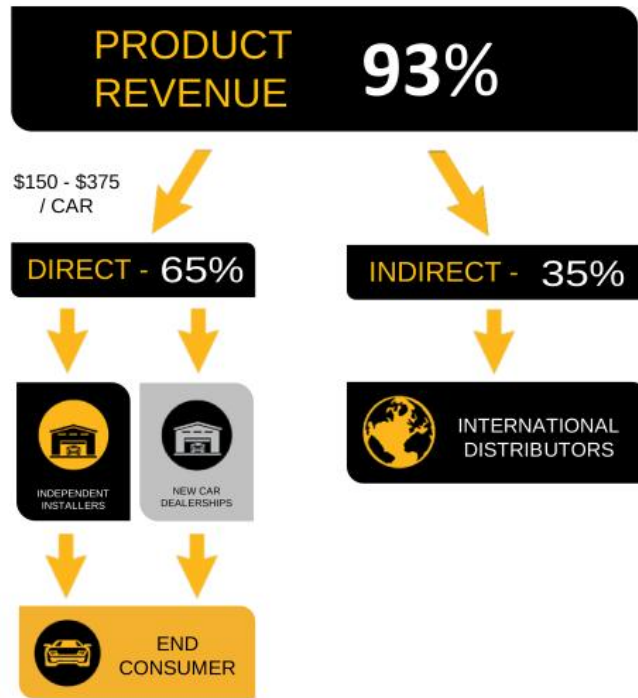 PRODUCT
REVENUE
93%
$150 - $375
/ CAR
DIRECT - 65%
INDIRECT - 35%
INDEPENDENT
INSTALLERS
NEW CAR
DEALERSHIPS
INTERNATIONAL
DISTRIBUTORS
END
CONSUMER